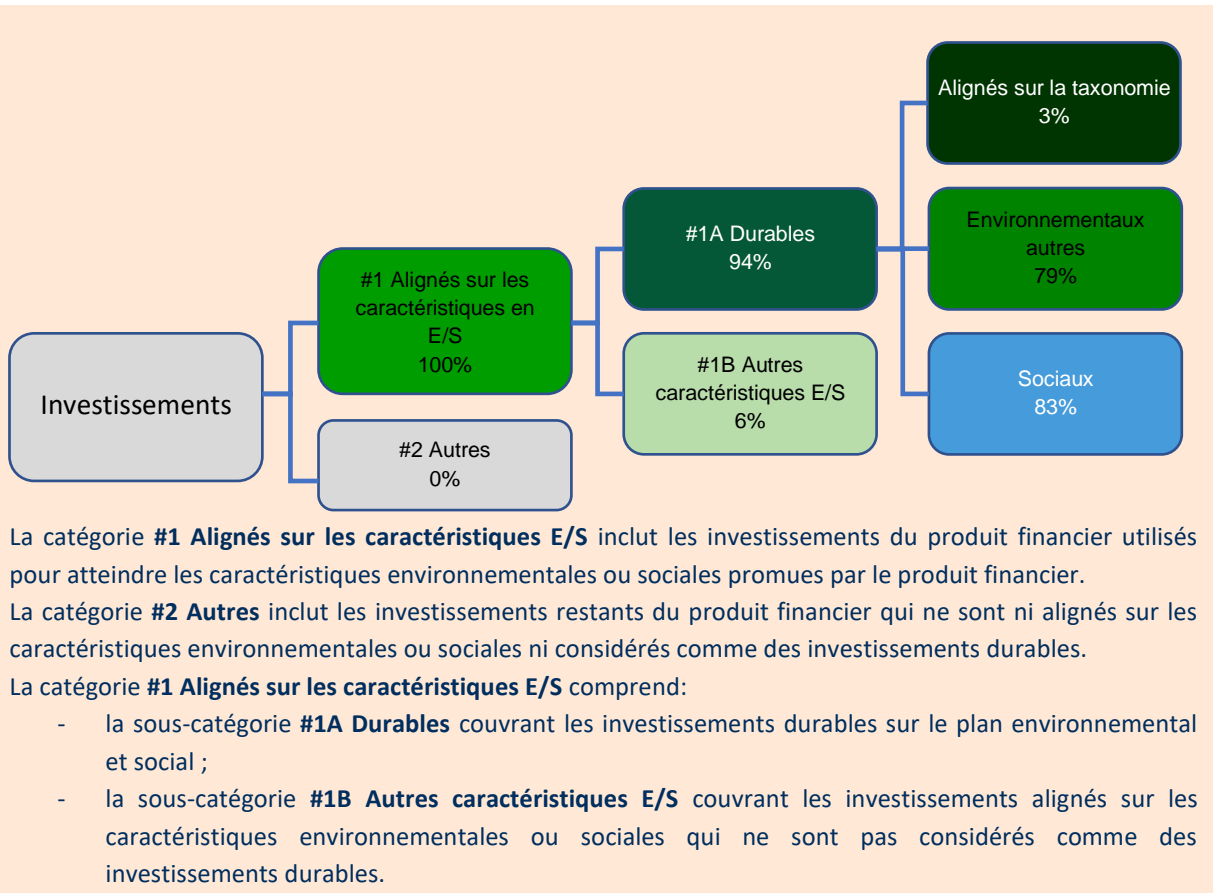 Alignés sur la taxonomie
3%
#1A Durables
94%
Environnementaux
autres
79%
#1 Alignés sur les
caractéristiques en
E/S
100%
#1B Autres
caractéristiques E/S
6%
Sociaux
83%
Investissements
#2 Autres
0%
La catégorie #1 Alignés sur les caractéristiques E/S inclut les investissements du produit financier utilisés
pour atteindre les caractéristiques environnementales ou sociales promues par le produit financier.
La catégorie #2 Autres inclut les investissements restants du produit financier qui ne sont ni alignés sur les
caractéristiques environnementales ou sociales ni considérés comme des investissements durables.
La catégorie #1 Alignés sur les caractéristiques E/S comprend:
- la sous-catégorie #1A Durables couvrant les investissements durables sur le plan environnemental
et social ;
- la sous-catégorie #1B Autres caractéristiques E/S couvrant les investissements alignés sur les
caractéristiques environnementales ou sociales qui ne sont pas considérés comme des
investissements durables.